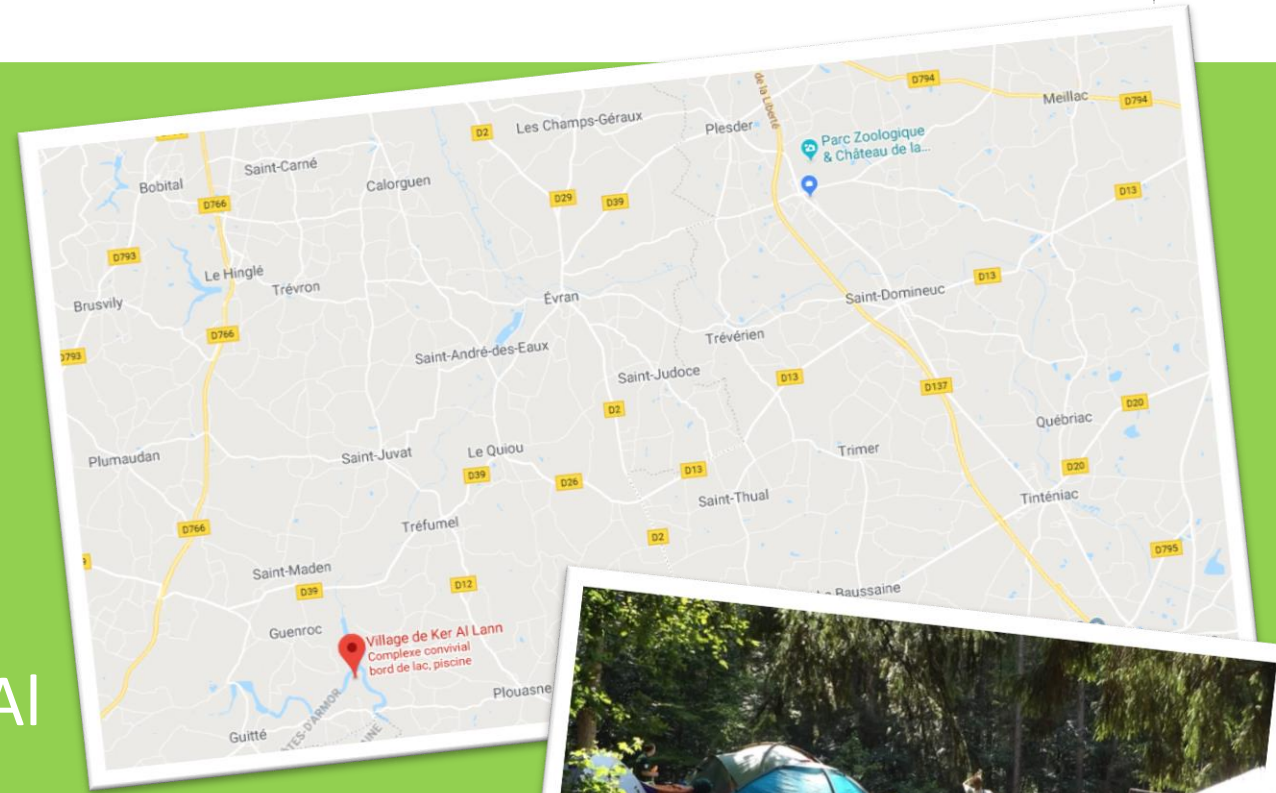 de la Liberté
D794
Meillac
D794
D2
Les Champs-Géraux
Plesder
Parc Zoologique
& Château de la...
Saint-Carné
Bobital
Calorguen
D766
D29
D39
D13
D793
Le Hinglé
Trévron
Brusvily
Évran
Saint-Domineuc
D13
D766
Trévérien
D793
Saint-André-des-Eaux
Saint-Judoce
D13
D137
D2
D20
Québriac
Plumaudan
Saint-Juvat
Le Quiou
Trimer
D39
D26
D13
D20
Saint-Thual
Tinténiac
D766
Tréfumel
D2
D795
Saint-Maden
D39
D12
Baussaine
Guenroc
Village de Ker Al Lann
Complexe convivial
bord de lac, piscine
Plouasne
Guitté
TES-D'ARMOR
Al